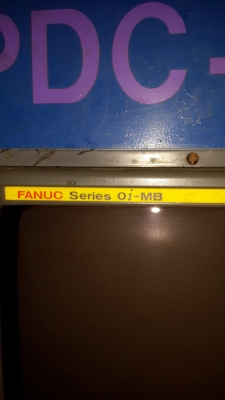 PDC-
FANUC Series 0i-MB